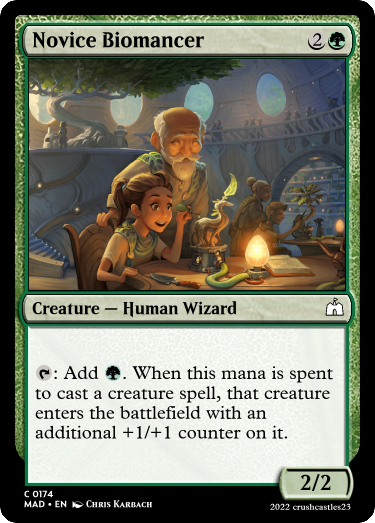 Novice Biomancer 2
Creature — Human Wizard
: Add . When this mana is spent
to cast a creature spell, that creature
enters the battlefield with an
additional +1/+1 counter on it.
2/2
C 0174
MAD • EN Chris Karbach
2022 crushcastles23